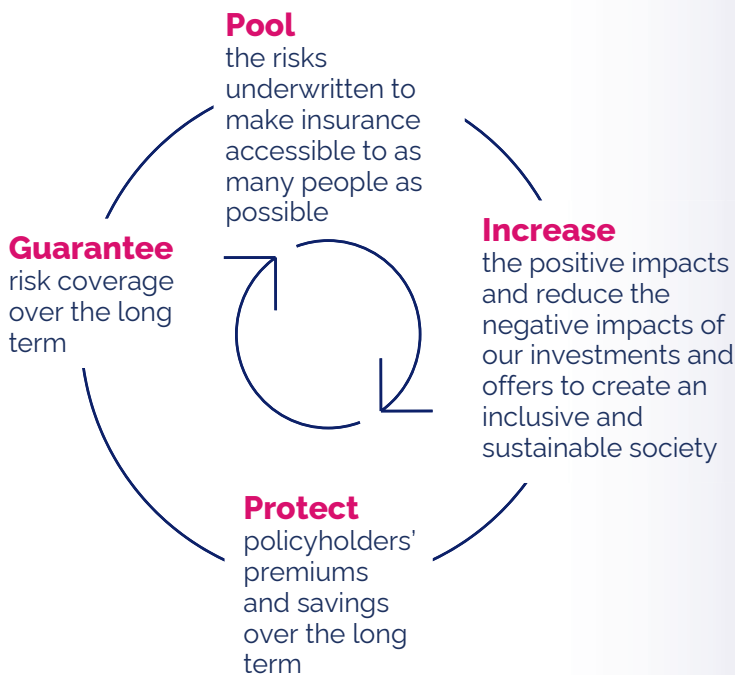 Pool
the risks
underwritten to
make insurance
accessible to as
many people as
possible
Increase
the positive impacts
and reduce the
negative impacts of
our investments and
offers to create an
inclusive and
sustainable society
Protect
policyholders’
premiums
and savings
over the long
term
Guarantee
risk coverage
over the long
term